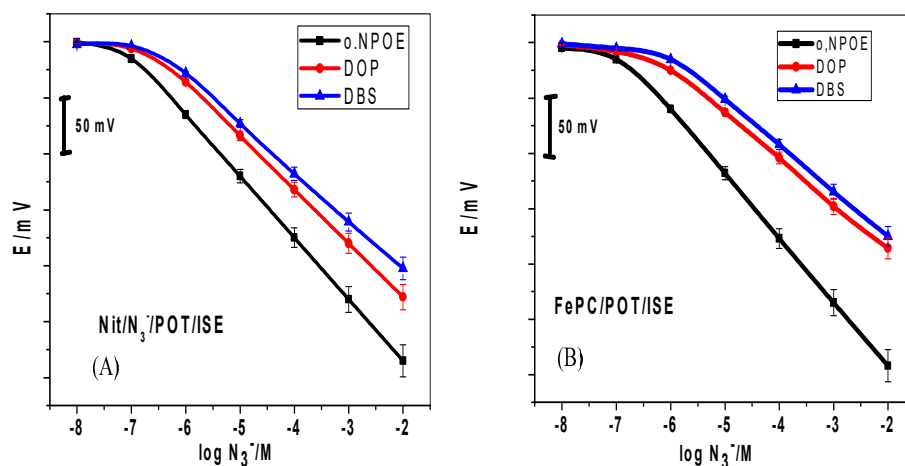 o.NPOE
DOP
DBS
50 mV
E /m V
Nit/N₃⁻/POT/ISE
(A)
-8 -7 -6 -5 -4 -3 -2
log N₃⁻/M
o,NPOE
DOP
DBS
50 mV
E /m V
FePC/POT/ISE
(B)
-8 -7 -6 -5 -4 -3 -2
log N₃⁻/M